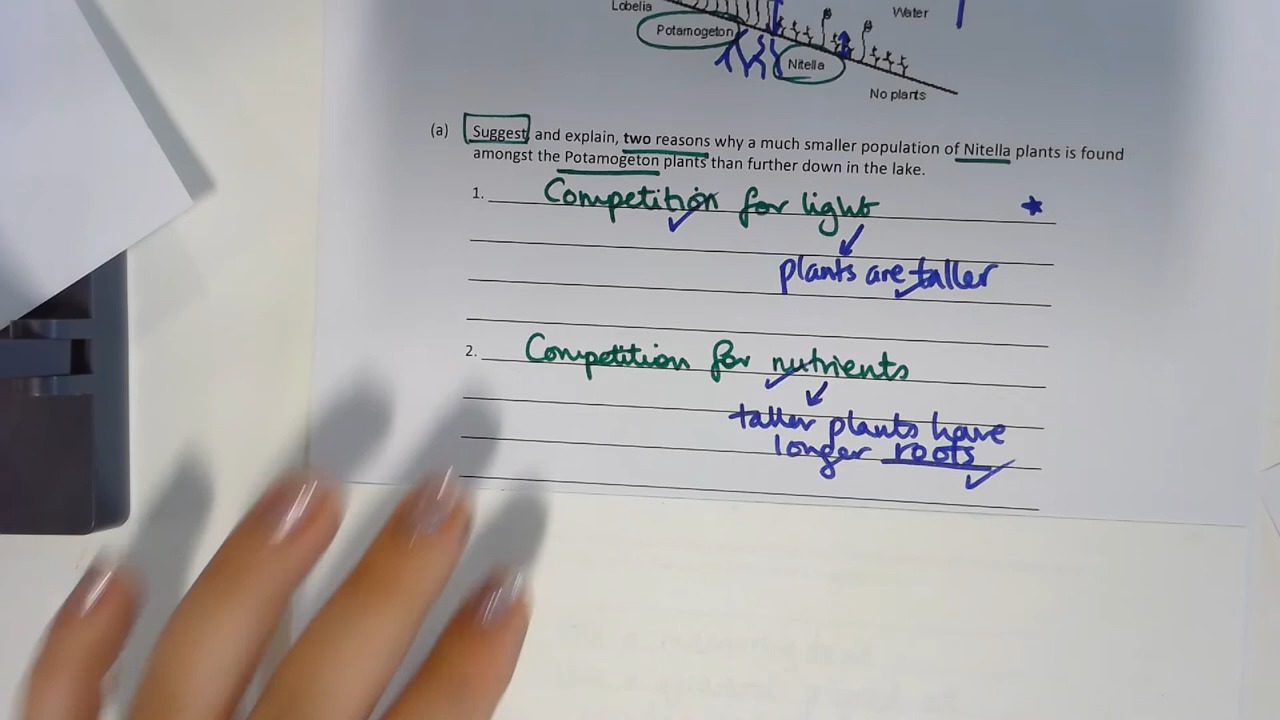 Lobelia
Water
Potamogeton
Nitella
No plants
(a) Suggest and explain, two reasons why a much smaller population of Nitella plants is found
amongst the Potamogeton plants than further down in the lake.
1. Competition for light
plants are taller
2. Competition for nutrients
taller plants have
longer roots